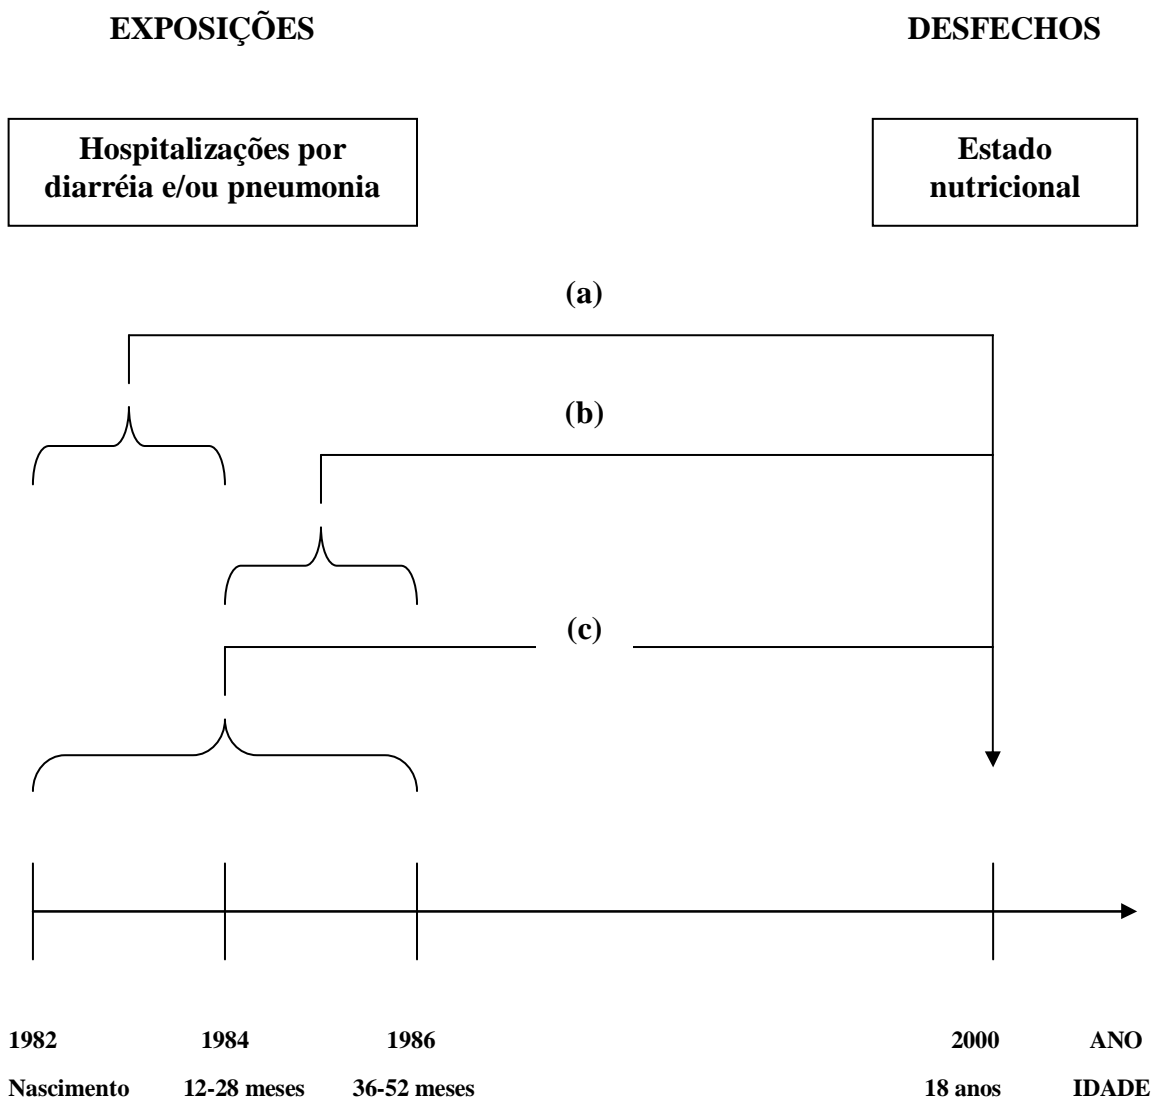 EXPOSIÇÕES DESFECHOS
Hospitalizações por
diarréia e/ou pneumonia
Estado
nutricional
(a)
(b)
(c)
1982 1984 1986 2000 ANO
Nascimento 12-28 meses 36-52 meses 18 anos IDADE